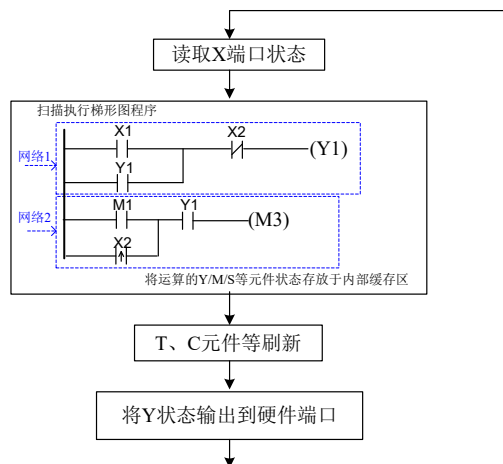 读取X端口状态
扫描执行梯形图程序
网络1
X1
X2
(Y1)
Y1
网络2
M1
Y1
(M3)
X2
将运算的Y/M/S等元件状态存放于内部缓存区
T、C元件等刷新
将Y状态输出到硬件端口